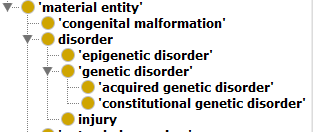 'material entity'
'congenital malformation'
disorder
'epigenetic disorder'
'genetic disorder'
'acquired genetic disorder'
'constitutional genetic disorder'
injury